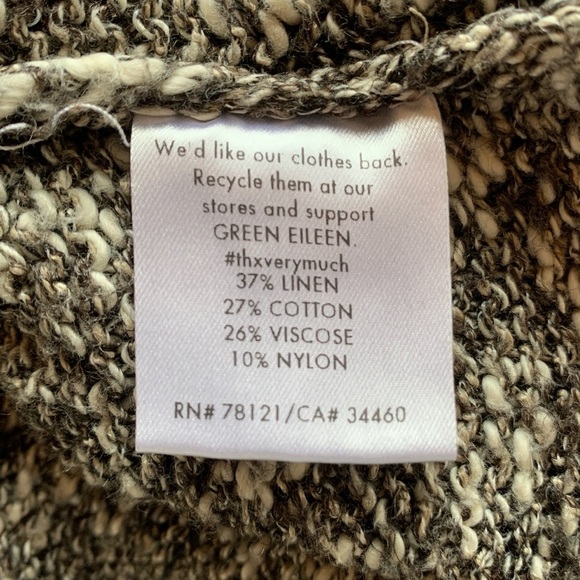 We'd like our clothes back.
Recycle them at our
stores and support
GREEN EILEEN.
#thxverymuch
37% LINEN
27% COTTON
26% VISCOSE
10% NYLON
RN# 78121/CA# 34460